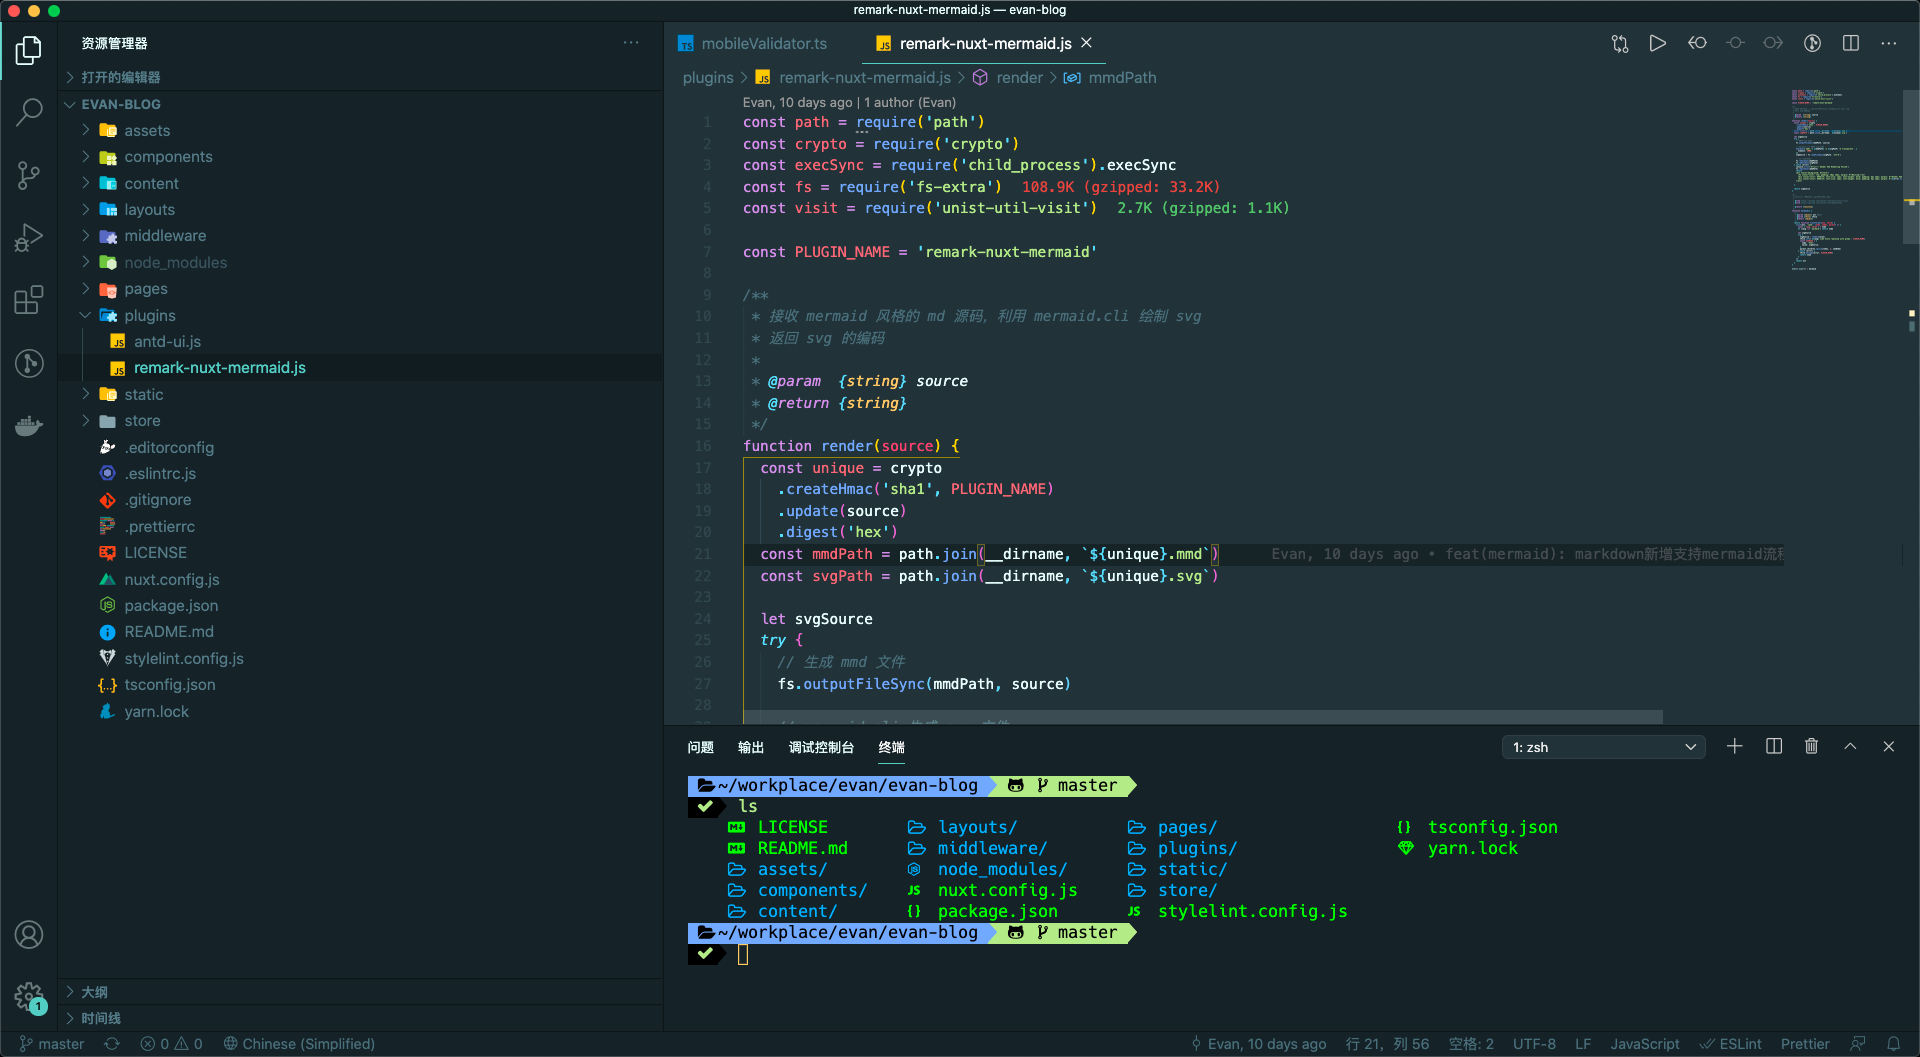 remark-nuxt-mermaid.js — evan-blog
资源管理器
打开的编辑器
EVAN-BLOG
assets
components
content
layouts
middleware
node_modules
pages
plugins
antd-ui.js
remark-nuxt-mermaid.js
static
store
.editorconfig
.eslintrc.js
.gitignore
.prettierrc
LICENSE
nuxt.config.js
package.json
README.md
stylelint.config.js
tsconfig.json
yarn.lock
大纲
时间线
mobileValidator.ts
remark-nuxt-mermaid.js
plugins > remark-nuxt-mermaid.js > render > mmdPath
Evan, 10 days ago | 1 author (Evan)
1 const path = require('path')
2 const crypto = require('crypto')
3 const execSync = require('child_process').execSync
4 const fs = require('fs-extra') 108.9K (gzipped: 33.2K)
5 const visit = require('unist-util-visit') 2.7K (gzipped: 1.1K)
6
7 const PLUGIN_NAME = 'remark-nuxt-mermaid'
8
9 /**
10 * 接收 mermaid 风格的 md 源码，利用 mermaid.cli 绘制 svg
11 * 返回 svg 的编码
12 *
13 * @param {string} source
14 * @return {string}
15 */
16 function render(source) {
17 const unique = crypto
18 .createHmac('sha1', PLUGIN_NAME)
19 .update(source)
20 .digest('hex')
21 const mmdPath = path.join(__dirname, `${unique}.mmd`) Evan, 10 days ago • feat(mermaid): markdown新增支持mermaid流程
22 const svgPath = path.join(__dirname, `${unique}.svg`)
23
24 let svgSource
25 try {
26 // 生成 mmd 文件
27 fs.outputFileSync(mmdPath, source)
28
问题 输出 调试控制台 终端
1: zsh
~/workplace/evan/evan-blog master
ls
LICENSE layouts/ pages/ tsconfig.json
README.md middleware/ plugins/ yarn.lock
assets/ node_modules/ static/
components/ nuxt.config.js store/
content/ package.json stylelint.config.js
~/workplace/evan/evan-blog master
1
master 0 0 Chinese (Simplified) Evan, 10 days ago 行 21，列 56 空格: 2 UTF-8 LF JavaScript ESLint Prettier